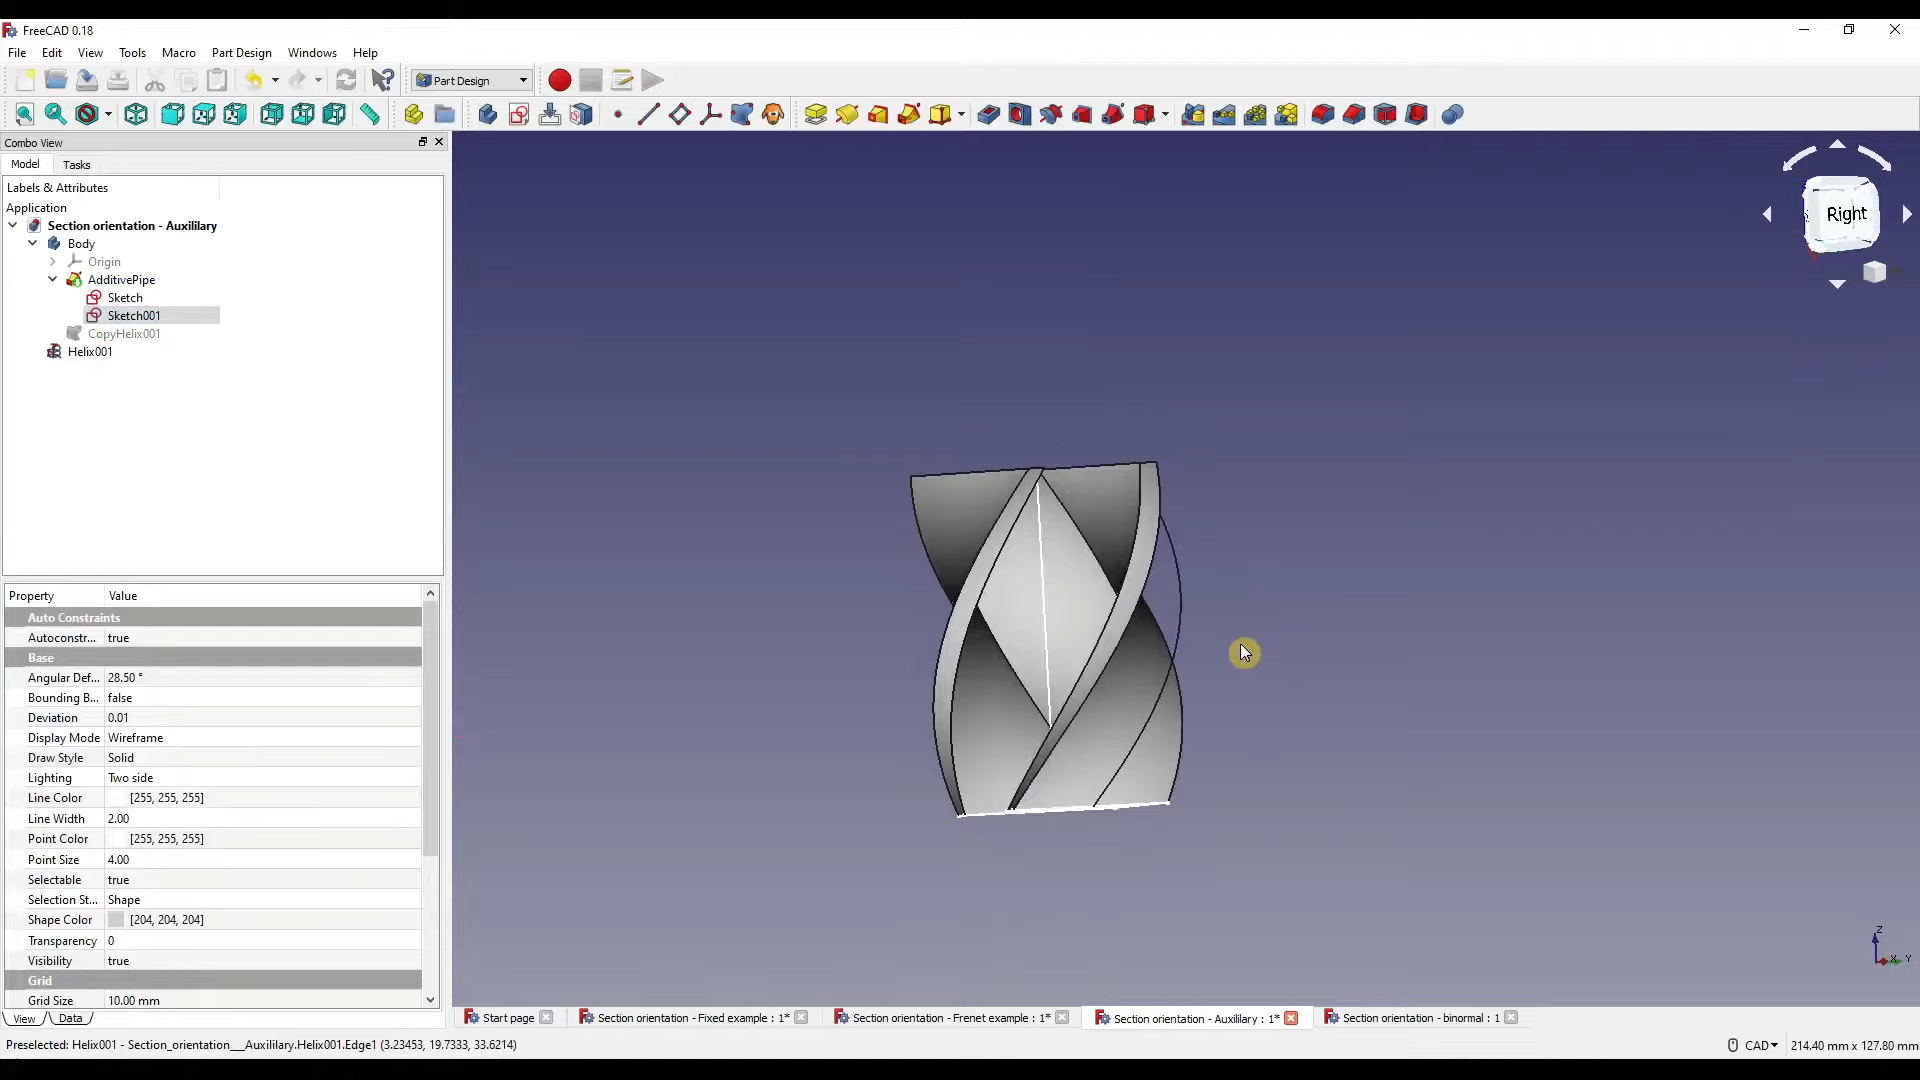 FreeCAD 0.18
File Edit View Tools Macro Part Design Windows Help
Part Design
Combo View
Model Tasks
Labels & Attributes
Application
Section orientation - Auxililary
Body
Origin
AdditivePipe
Sketch
Sketch001
CopyHelix001
Helix001
Right
Property Value
Auto Constraints
Autoconstr... true
Base
Angular Def... 28.50 °
Bounding B... false
Deviation 0.01
Display Mode Wireframe
Draw Style Solid
Lighting Two side
Line Color [255, 255, 255]
Line Width 2.00
Point Color [255, 255, 255]
Point Size 4.00
Selectable true
Selection St... Shape
Shape Color [204, 204, 204]
Transparency 0
Visibility true
Grid
Grid Size 10.00 mm
Z
X Y
View Data
Start page Section orientation - Fixed example : 1* Section orientation - Frenet example : 1* Section orientation - Auxililary : 1* Section orientation - binormal : 1
Preselected: Helix001 - Section_orientation___Auxililary.Helix001.Edge1 (3.23453, 19.7333, 33.6214) CAD 214.40 mm x 127.80 mm